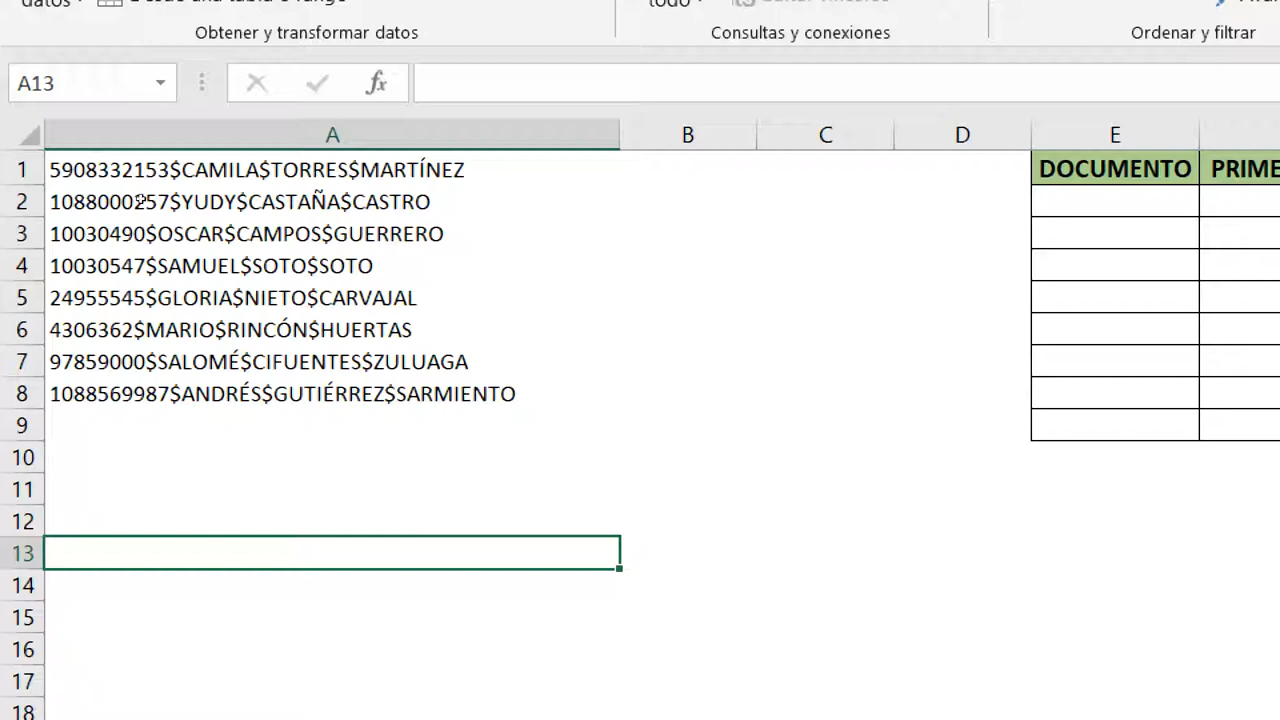 datos
Obtener y transformar datos
todo
Consultas y conexiones
Ordenar y filtrar
A13
fx
A B C D E
1 5908332153$CAMILA$TORRES$MARTÍNEZ DOCUMENTO PRIME
2 1088000257$YUDY$CASTAÑA$CASTRO
3 10030490$OSCAR$CAMPOS$GUERRERO
4 10030547$SAMUEL$SOTO$SOTO
5 24955545$GLORIA$NIETO$CARVAJAL
6 4306362$MARIO$RINCÓN$HUERTAS
7 97859000$SALOMÉ$CIFUENTES$ZULUAGA
8 1088569987$ANDRÉS$GUTIÉRREZ$SARMIENTO
9
10
11
12
13
14
15
16
17
18